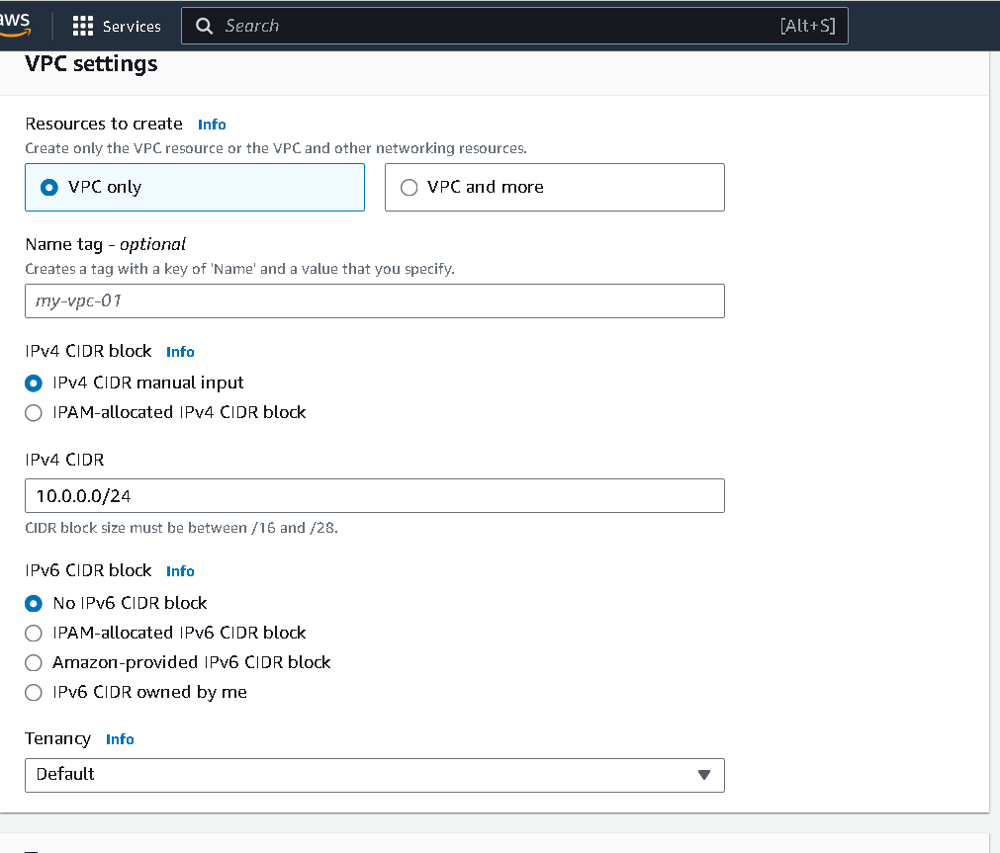 aws
Services
Search [Alt+S]
VPC settings
Resources to create Info
Create only the VPC resource or the VPC and other networking resources.
VPC only
VPC and more
Name tag - optional
Creates a tag with a key of 'Name' and a value that you specify.
my-vpc-01
IPv4 CIDR block Info
IPv4 CIDR manual input
IPAM-allocated IPv4 CIDR block
IPv4 CIDR
10.0.0.0/24
CIDR block size must be between /16 and /28.
IPv6 CIDR block Info
No IPv6 CIDR block
IPAM-allocated IPv6 CIDR block
Amazon-provided IPv6 CIDR block
IPv6 CIDR owned by me
Tenancy Info
Default